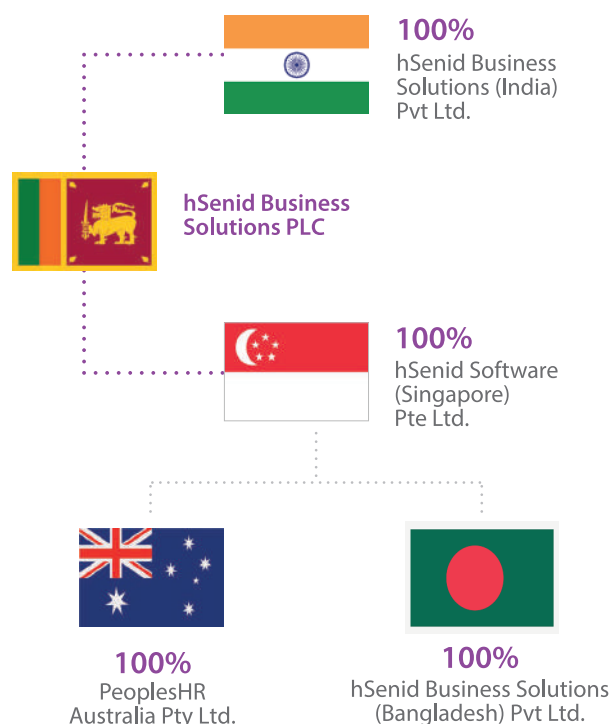 100%
hSenid Business
Solutions (India)
Pvt Ltd.
hSenid Business
Solutions PLC
100%
hSenid Software
(Singapore)
Pte Ltd.
100%
PeoplesHR
Australia Pty Ltd.
100%
hSenid Business Solutions
(Bangladesh) Pvt Ltd.